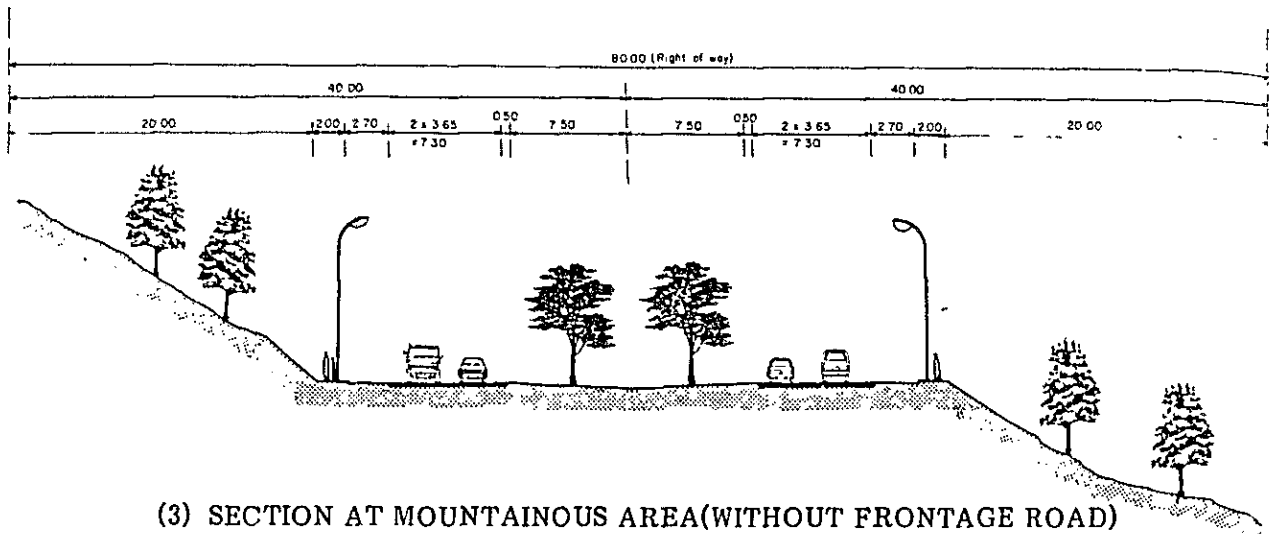 80.00 (Right of way)
40.00 40.00
20.00 2.00 2.70 2 x 3.65 0.50 7.50 7.50 0.50 2 x 3.65 2.70 2.00 20.00
= 7.30 = 7.30
(3) SECTION AT MOUNTAINOUS AREA(WITHOUT FRONTAGE ROAD)